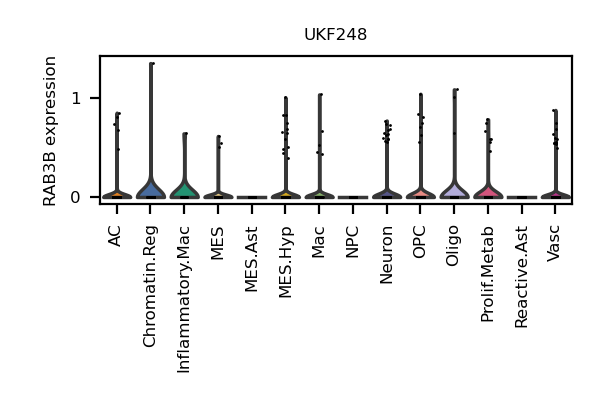 UKF248
RAB3B expression
1
0
AC
Chromatin.Reg
Inflammatory.Mac
MES
MES.Ast
MES.Hyp
Mac
NPC
Neuron
OPC
Oligo
Prolif.Metab
Reactive.Ast
Vasc